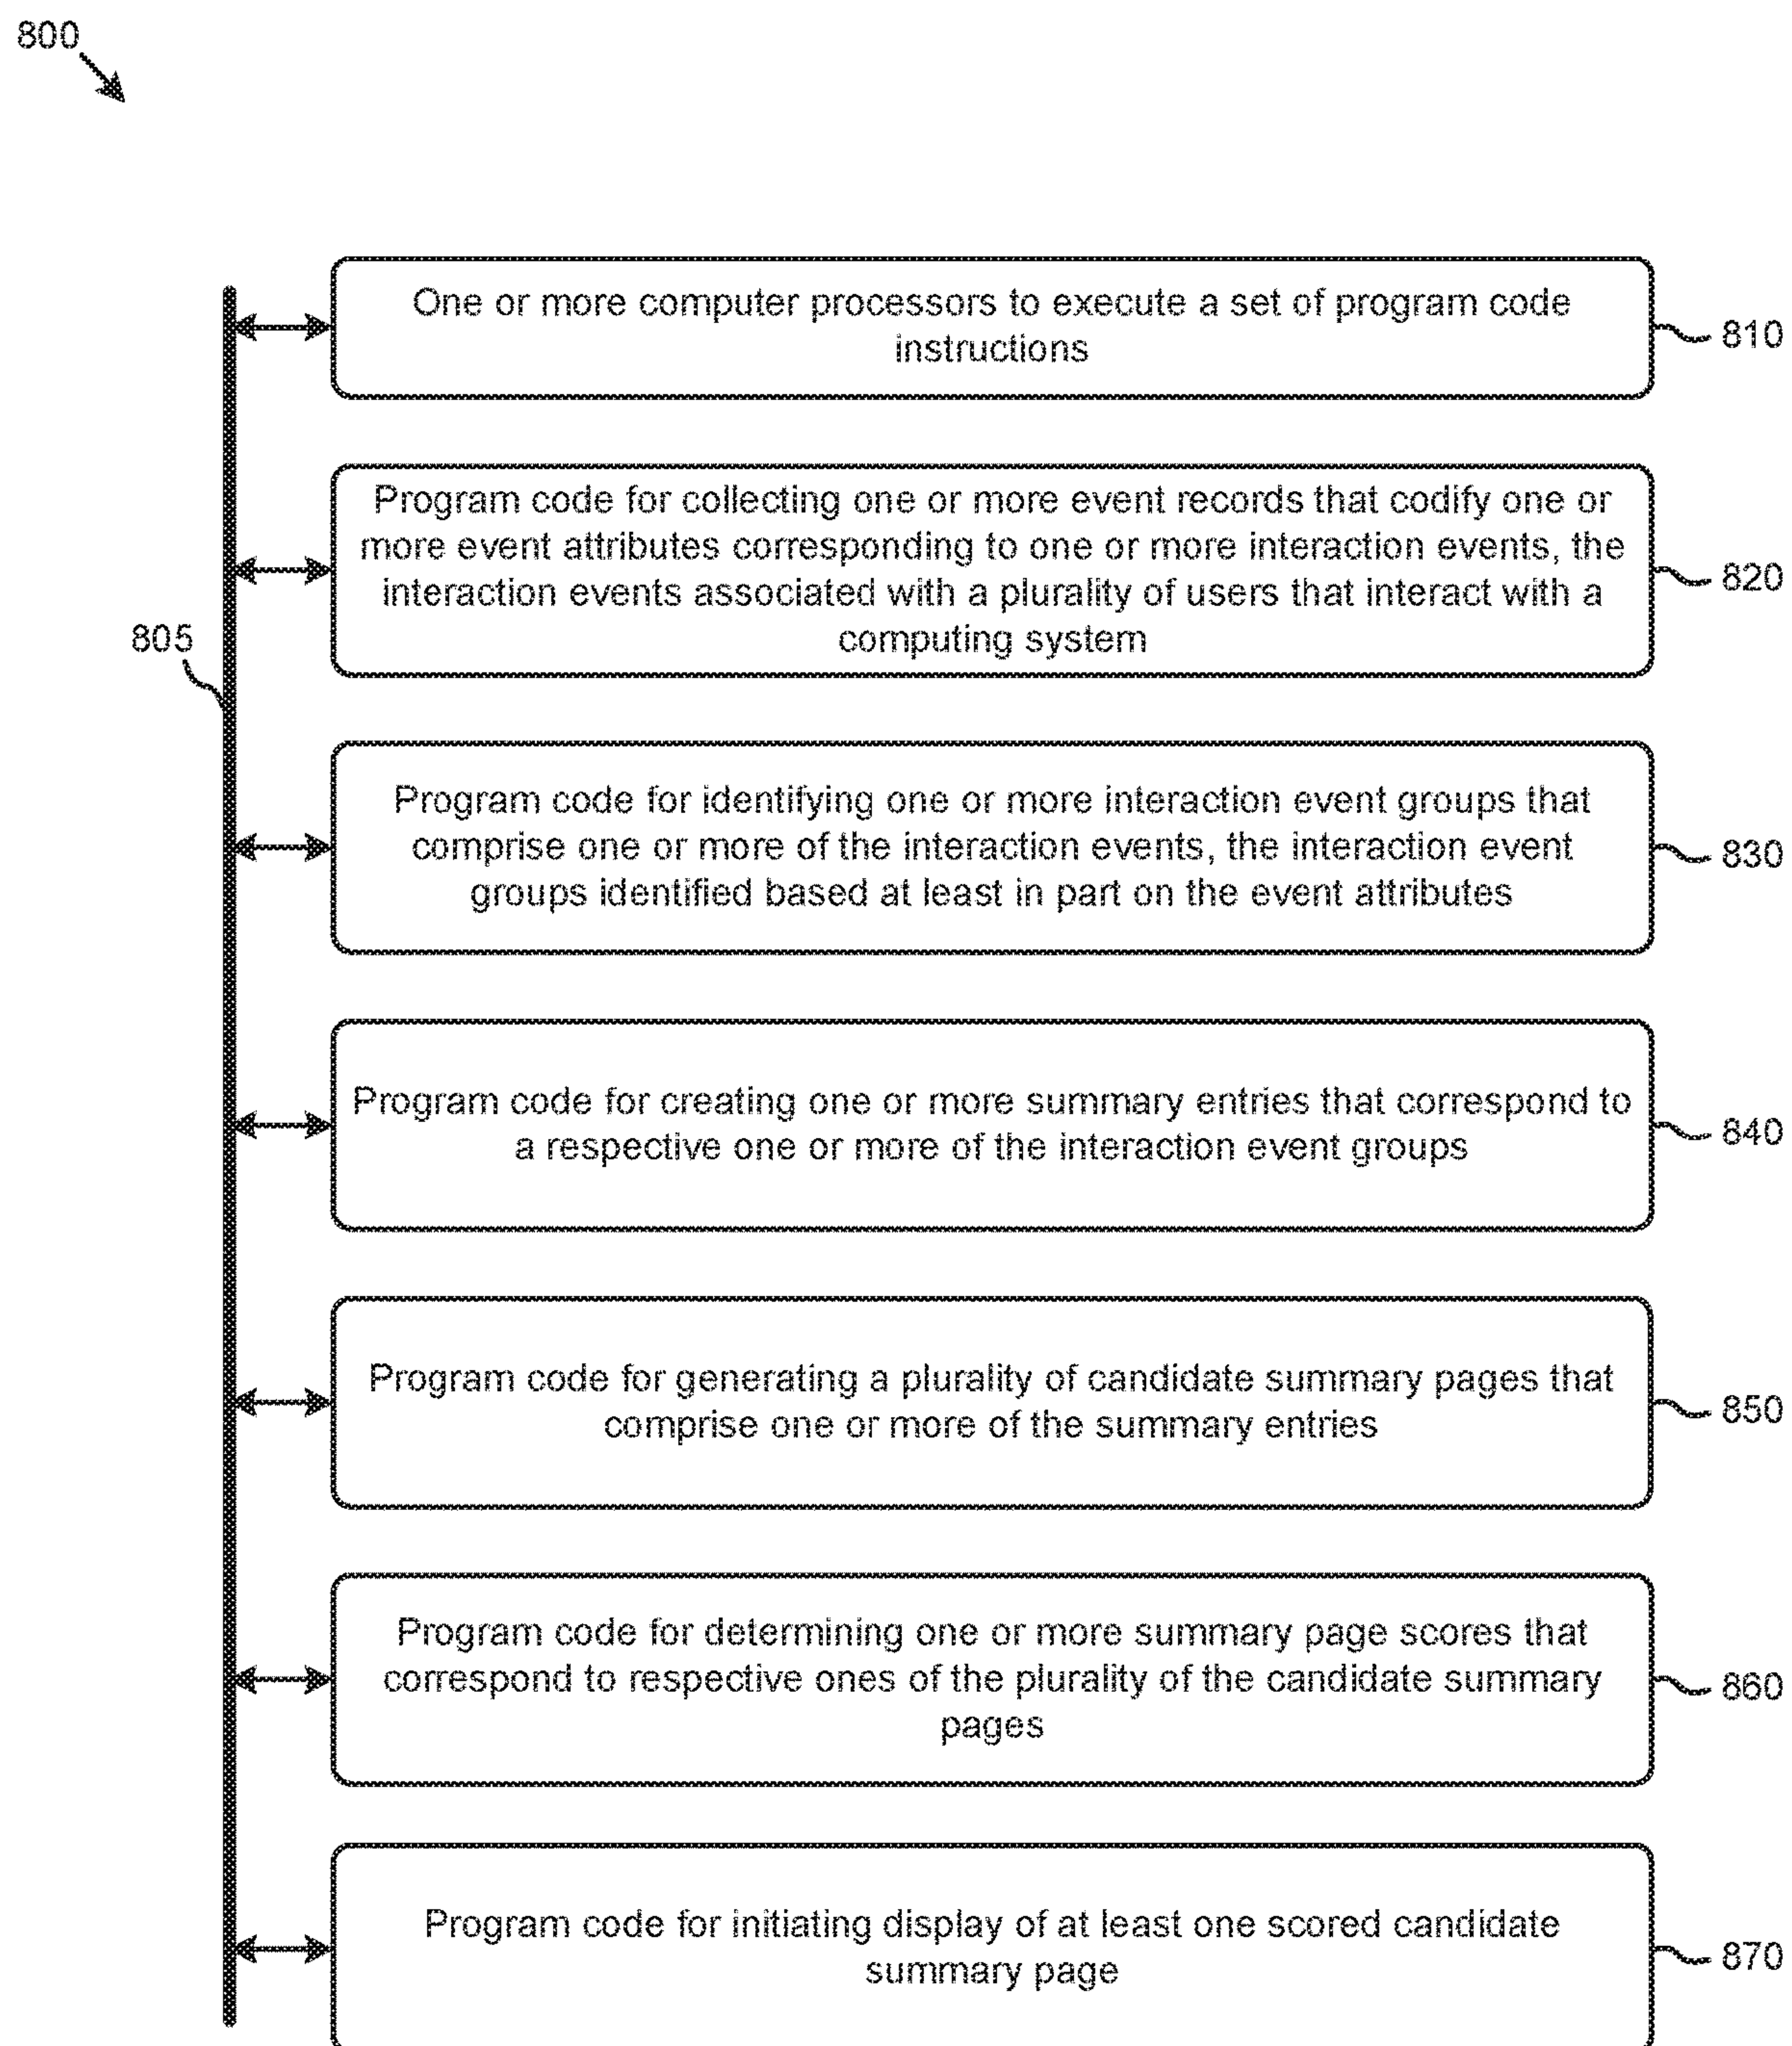 800
One or more computer processors to execute a set of program code
instructions
810
Program code for collecting one or more event records that codify one or
more event attributes corresponding to one or more interaction events, the
interaction events associated with a plurality of users that interact with a
computing system
820
805
Program code for identifying one or more interaction event groups that
comprise one or more of the interaction events, the interaction event
groups identified based at least in part on the event attributes
830
Program code for creating one or more summary entries that correspond to
a respective one or more of the interaction event groups
840
Program code for generating a plurality of candidate summary pages that
comprise one or more of the summary entries
850
Program code for determining one or more summary page scores that
correspond to respective ones of the plurality of the candidate summary
pages
860
Program code for initiating display of at least one scored candidate
summary page
870